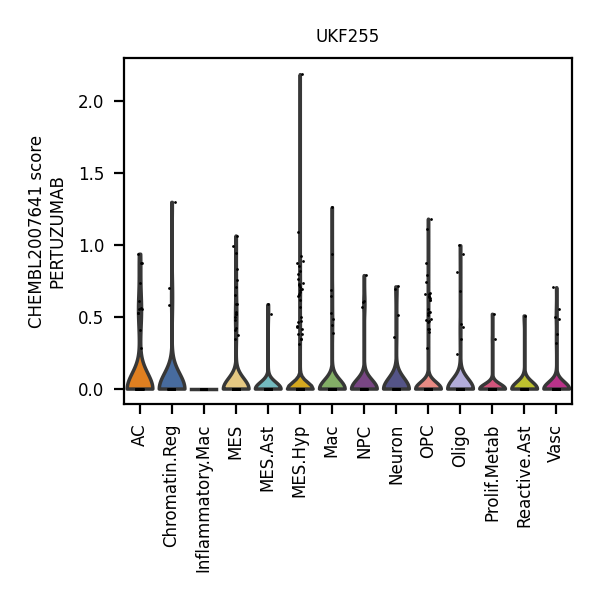 UKF255
CHEMBL2007641 score
PERTUZUMAB
2.0
1.5
1.0
0.5
0.0
AC
Chromatin.Reg
Inflammatory.Mac
MES
MES.Ast
MES.Hyp
Mac
NPC
Neuron
OPC
Oligo
Prolif.Metab
Reactive.Ast
Vasc